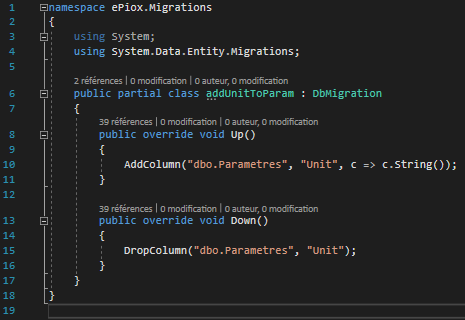 1 namespace ePiox.Migrations
2 {
3 using System;
4 using System.Data.Entity.Migrations;
5
2 références | 0 modification | 0 auteur, 0 modification
6 public partial class addUnitToParam : DbMigration
7 {
39 références | 0 modification | 0 auteur, 0 modification
8 public override void Up()
9 {
10 AddColumn("dbo.Parametres", "Unit", c => c.String());
11 }
12
39 références | 0 modification | 0 auteur, 0 modification
13 public override void Down()
14 {
15 DropColumn("dbo.Parametres", "Unit");
16 }
17 }
18 }
19